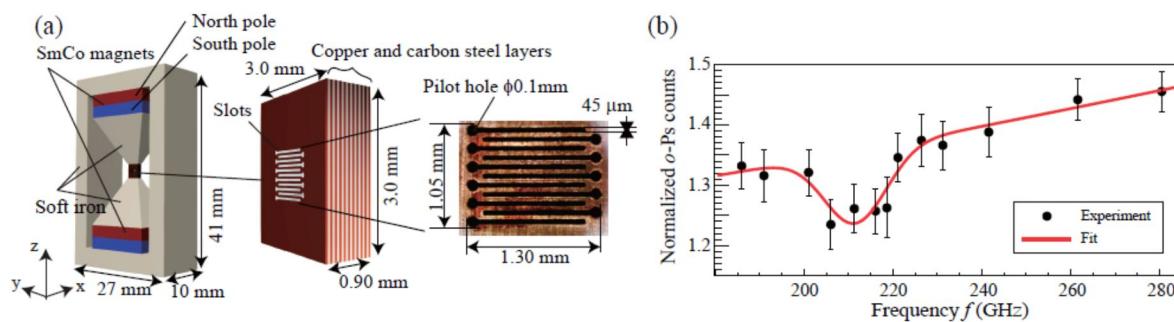 (a)
North pole
South pole
SmCo magnets
Copper and carbon steel layers
3.0 mm
Pilot hole ϕ0.1mm
45 μm
Slots
Soft iron
41 mm
3.0 mm
1.05 mm
1.30 mm
0.90 mm
z
y
x
27 mm
10 mm
(b)
1.5
1.4
1.3
1.2
Normalized o-Ps counts
Experiment
Fit
200
220
240
260
280
Frequency f (GHz)